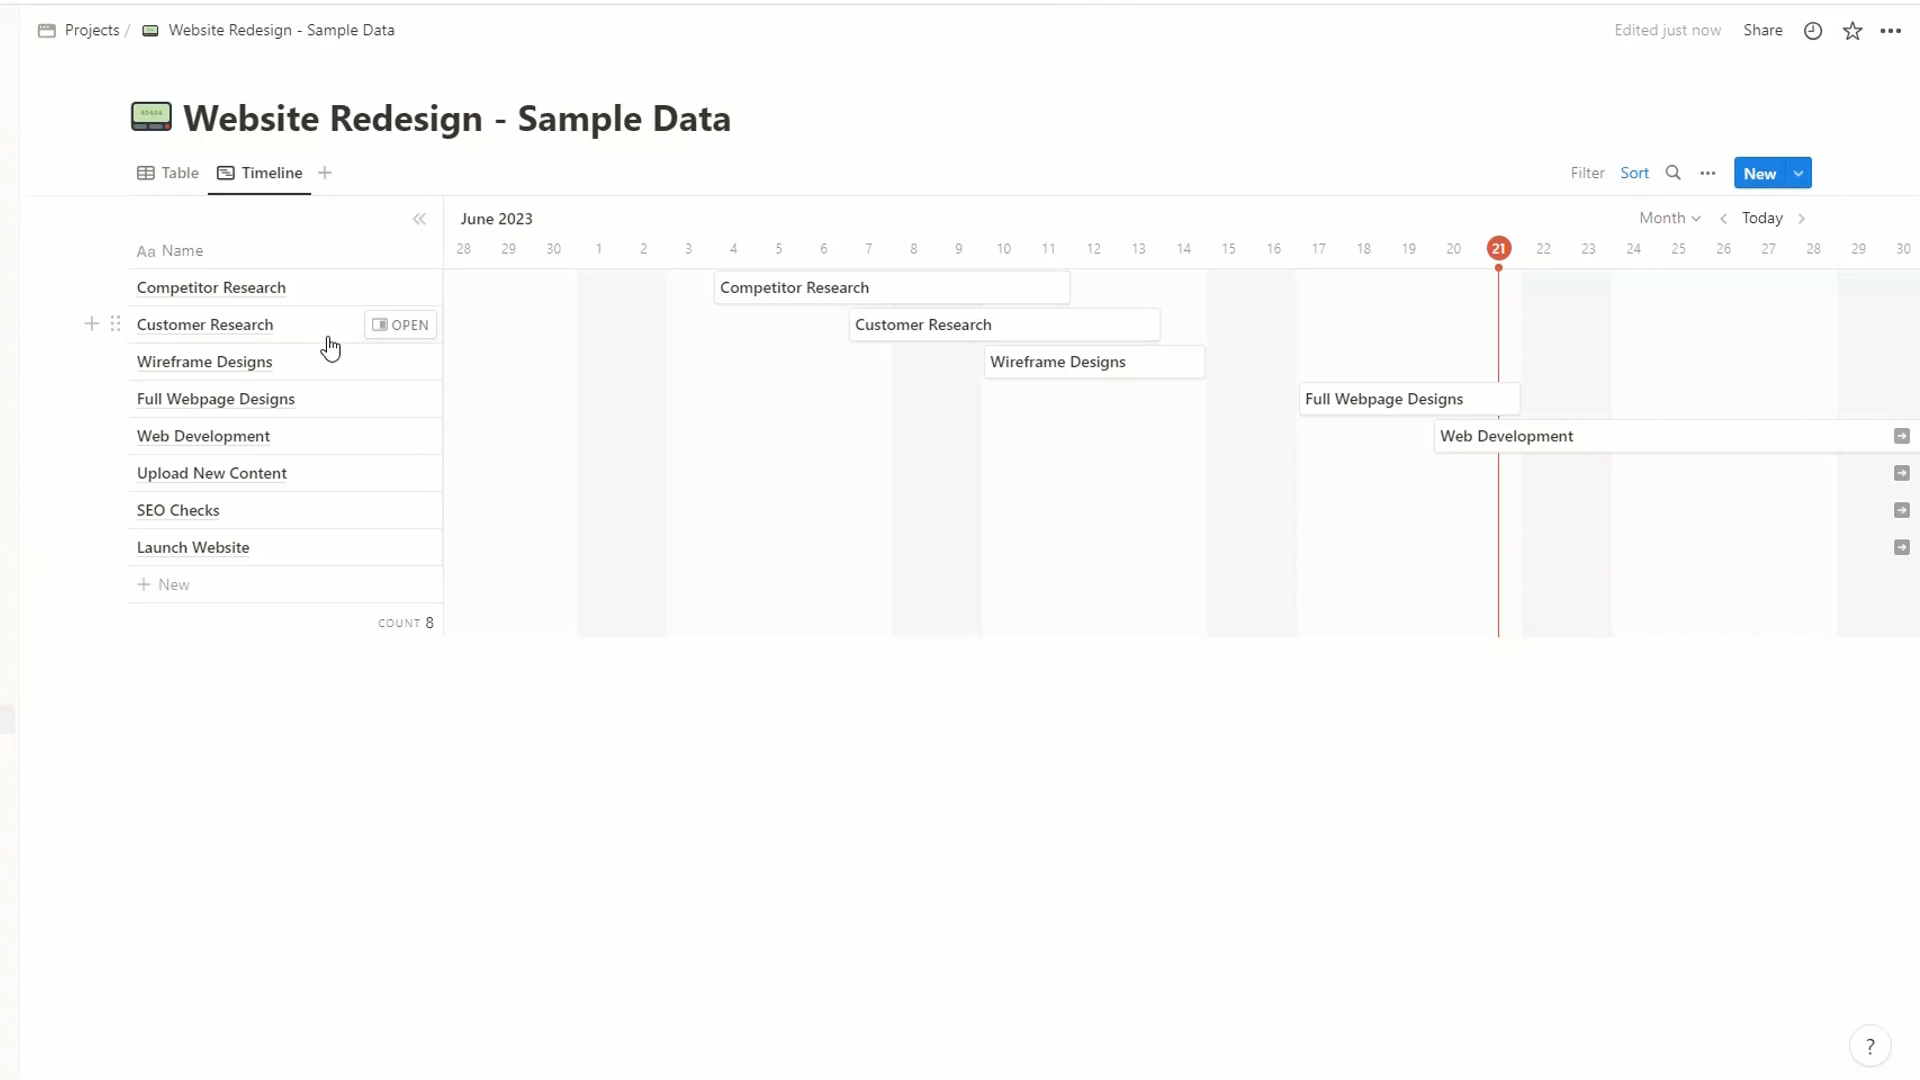 Projects / Website Redesign - Sample Data
Edited just now Share
Website Redesign - Sample Data
Table Timeline
Filter Sort New
June 2023
Month Today
Aa Name
28 29 30 1 2 3 4 5 6 7 8 9 10 11 12 13 14 15 16 17 18 19 20 21 22 23 24 25 26 27 28 29 30
Competitor Research Competitor Research
Customer Research OPEN Customer Research
Wireframe Designs Wireframe Designs
Full Webpage Designs Full Webpage Designs
Web Development Web Development
Upload New Content
SEO Checks
Launch Website
+ New
COUNT 8
?